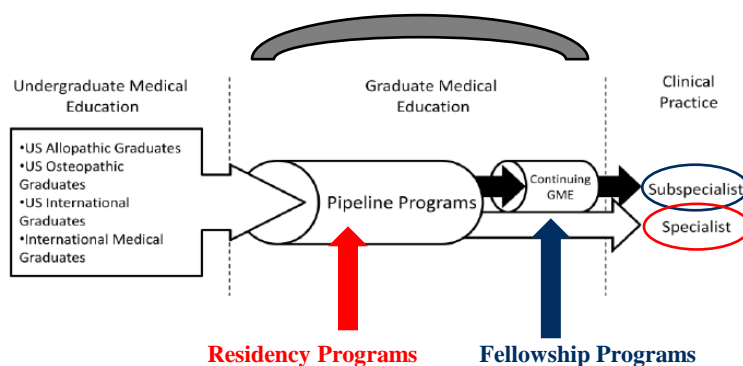 Undergraduate Medical
Education
Graduate Medical
Education
Clinical
Practice
•US Allopathic Graduates
•US Osteopathic
Graduates
•US International
Graduates
•International Medical
Graduates
Pipeline Programs
Continuing
GME
Subspecialist
Specialist
Residency Programs
Fellowship Programs